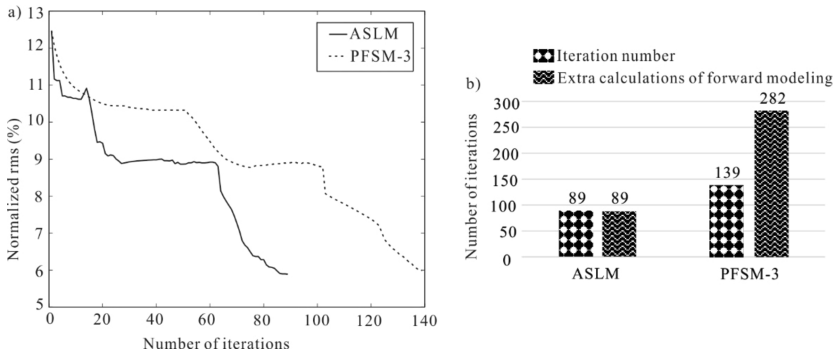 a)
13
12
11
10
9
8
7
6
5
Normalized rms (%)
ASLM
PFSM-3
0 20 40 60 80 100 120 140
Number of iterations
b)
Iteration number
Extra calculations of forward modeling
300
250
200
150
100
50
0
Number of iterations
89 89
139
282
ASLM PFSM-3